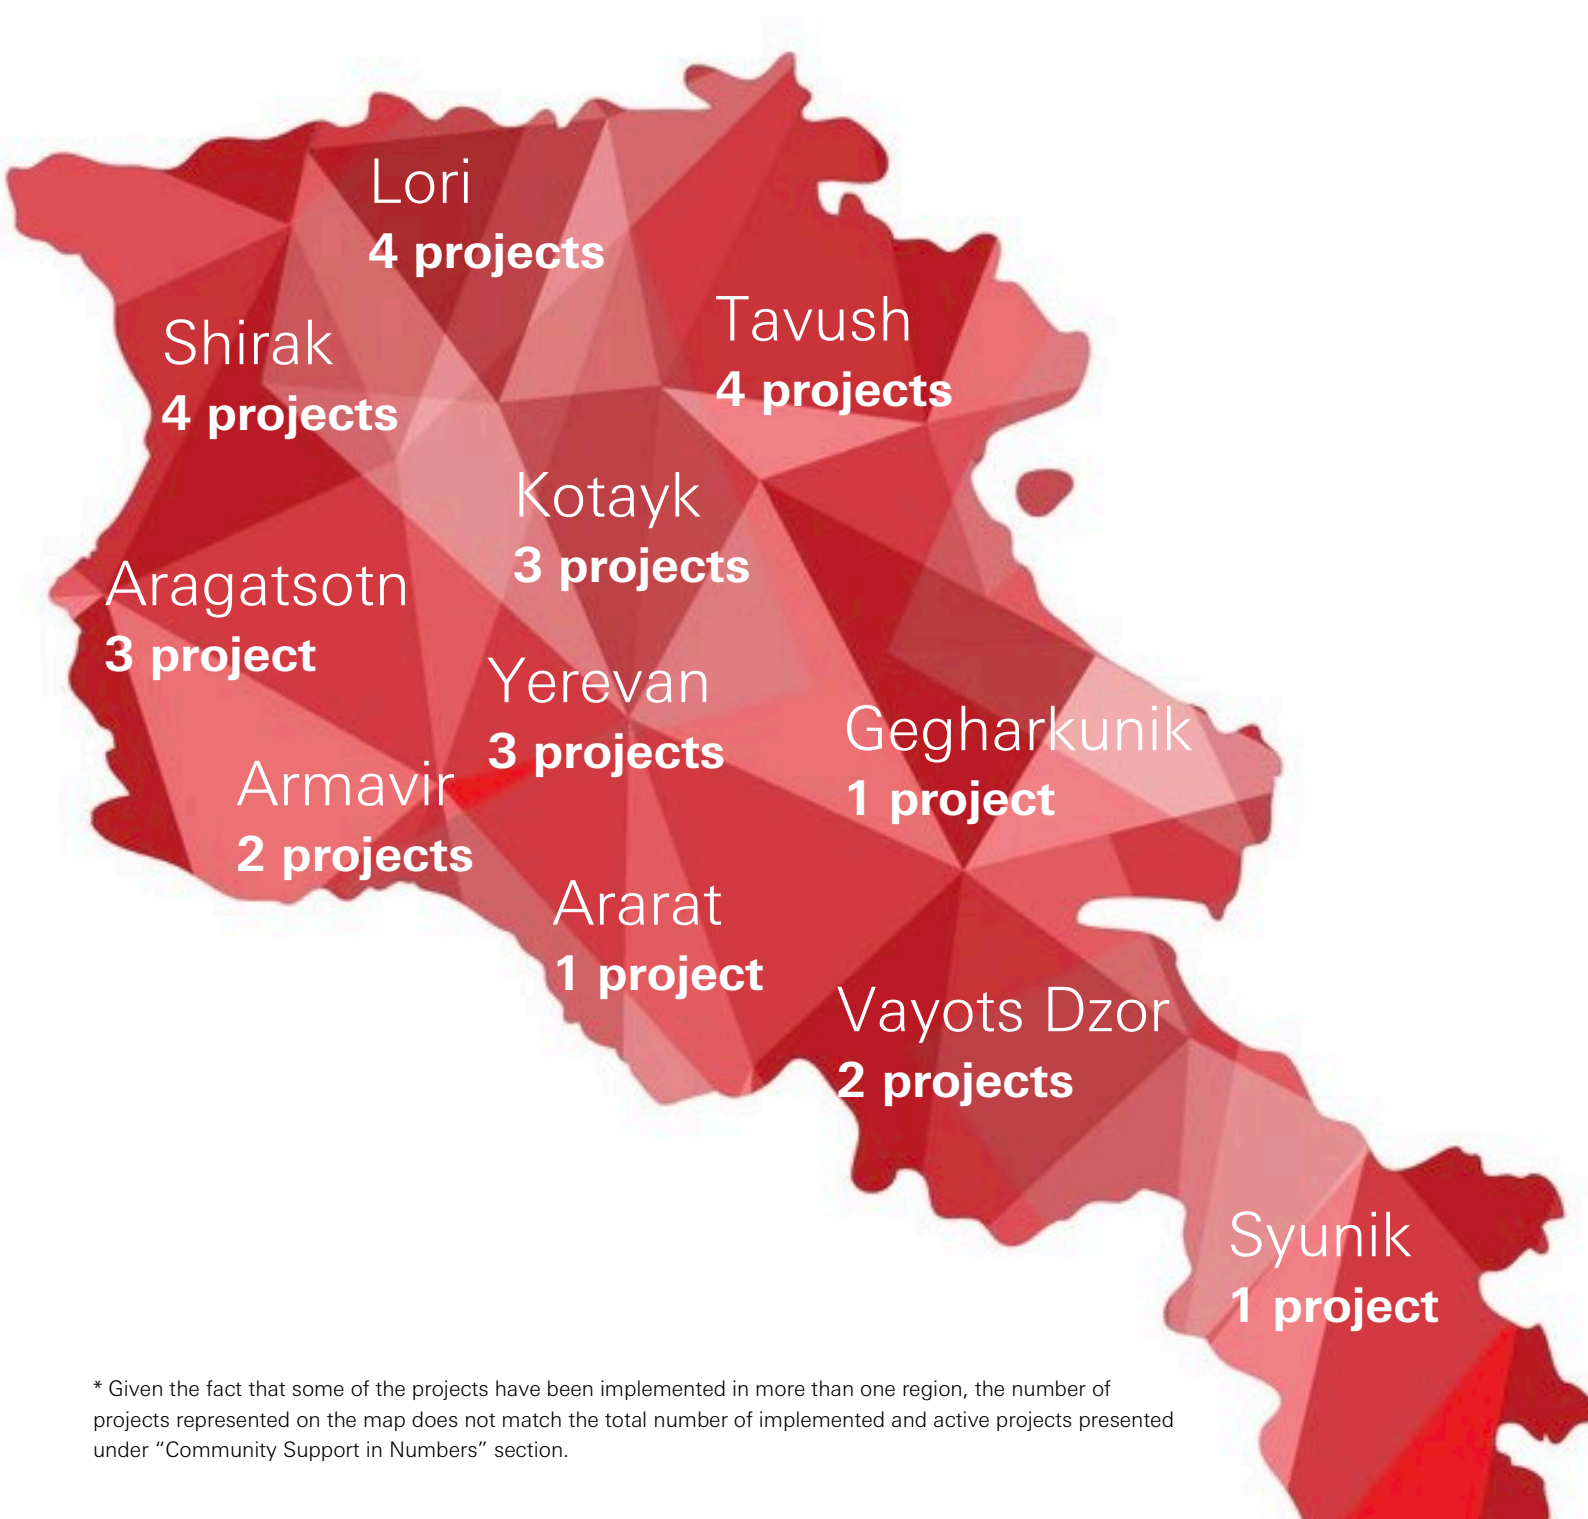 Lori
4 projects
Tavush
4 projects
Shirak
4 projects
Kotayk
3 projects
Aragatsotn
3 project
Yerevan
3 projects
Gegharkunik
1 project
Armavir
2 projects
Ararat
1 project
Vayots Dzor
2 projects
Syunik
1 project
* Given the fact that some of the projects have been implemented in more than one region, the number of
projects represented on the map does not match the total number of implemented and active projects presented
under “Community Support in Numbers” section.